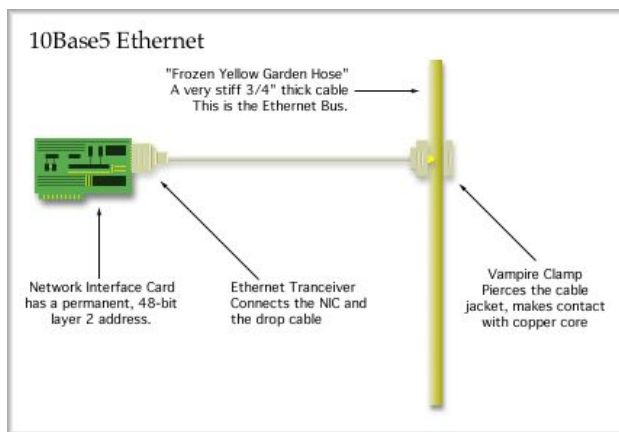 10Base5 Ethernet
"Frozen Yellow Garden Hose"
A very stiff 3/4" thick cable
This is the Ethernet Bus.
Network Interface Card
has a permanent, 48-bit
layer 2 address.
Ethernet Tranceiver
Connects the NIC and
the drop cable
Vampire Clamp
Pierces the cable
jacket, makes contact
with copper core